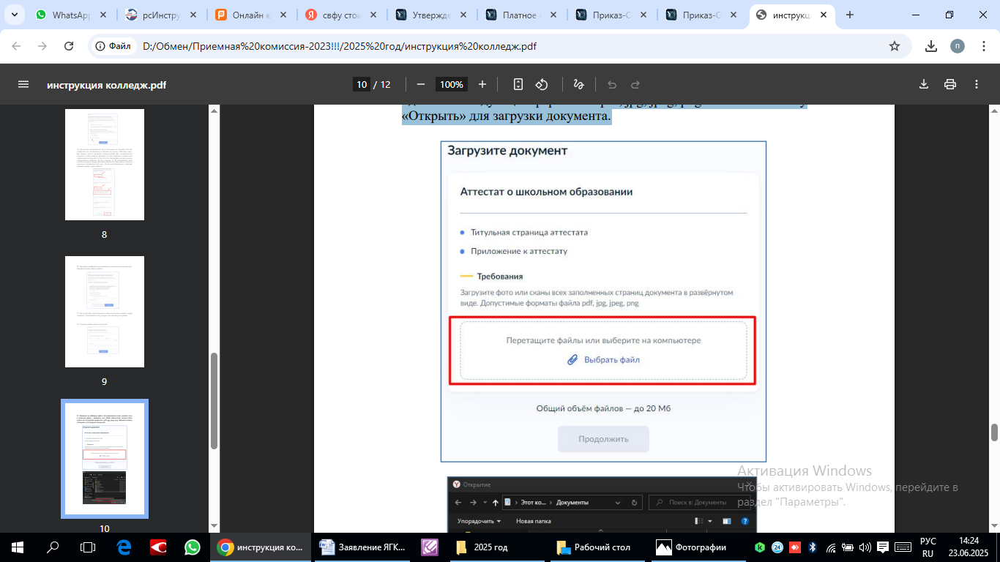 WhatsApp
рсИнстру
Онлайн к
свфу стои
Утвержде
Платное
Приказ-С
Приказ-С
инструкц
Файл
D:/Обмен/Приемная%20комиссия-2023!!!/2025%20год/инструкция%20колледж.pdf
п
инструкция колледж.pdf
10 / 12
100%
«Открыть» для загрузки документа.
8
9
10
Загрузите документ
Аттестат о школьном образовании
Титульная страница аттестата
Приложение к аттестату
Требования
Загрузите фото или сканы всех заполненных страниц документа в развёрнутом
виде. Допустимые форматы файла pdf, jpg, jpeg, png
Перетащите файлы или выберите на компьютере
Выбрать файл
Общий объём файлов — до 20 Мб
Продолжить
Активация Windows
Чтобы активировать Windows, перейдите в
раздел "Параметры".
Открытие
Этот ко... Документы
Поиск в: Документы
Упорядочить
Новая папка
инструкция ко...
Заявление ЯГК...
2025 год
Рабочий стол
Фотографии
24
РУС
RU
14:24
23.06.2025